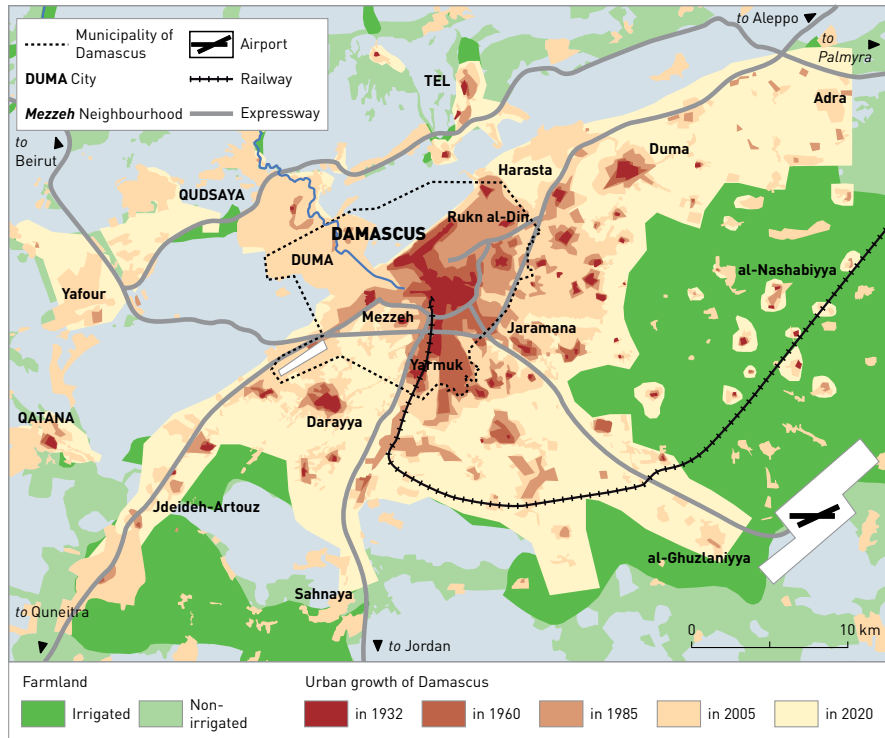 Municipality of
Damascus
Airport
DUMA City
Railway
Mezzeh Neighbourhood
Expressway
to Aleppo
to
Palmyra
TEL
Adra
to
Beirut
Duma
Harasta
QUDSAYA
Rukn al-Din
DAMASCUS
DUMA
al-Nashabiyya
Yafour
Mezzeh
Jaramana
Yarmuk
QATANA
Darayya
Jdeideh-Artouz
al-Ghuzlaniyya
Sahnaya
to Quneitra
to Jordan
0 10 km
Farmland
Urban growth of Damascus
Irrigated
Non-
irrigated
in 1932
in 1960
in 1985
in 2005
in 2020